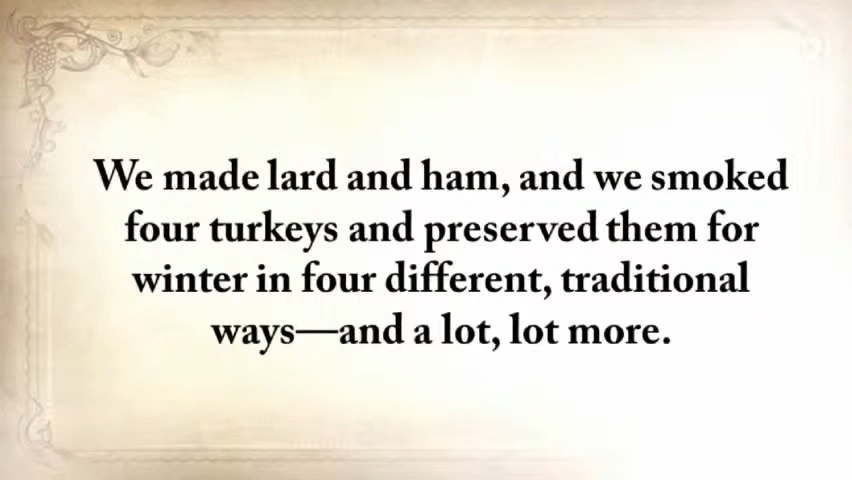 We made lard and ham, and we smoked
four turkeys and preserved them for
winter in four different, traditional
ways—and a lot, lot more.